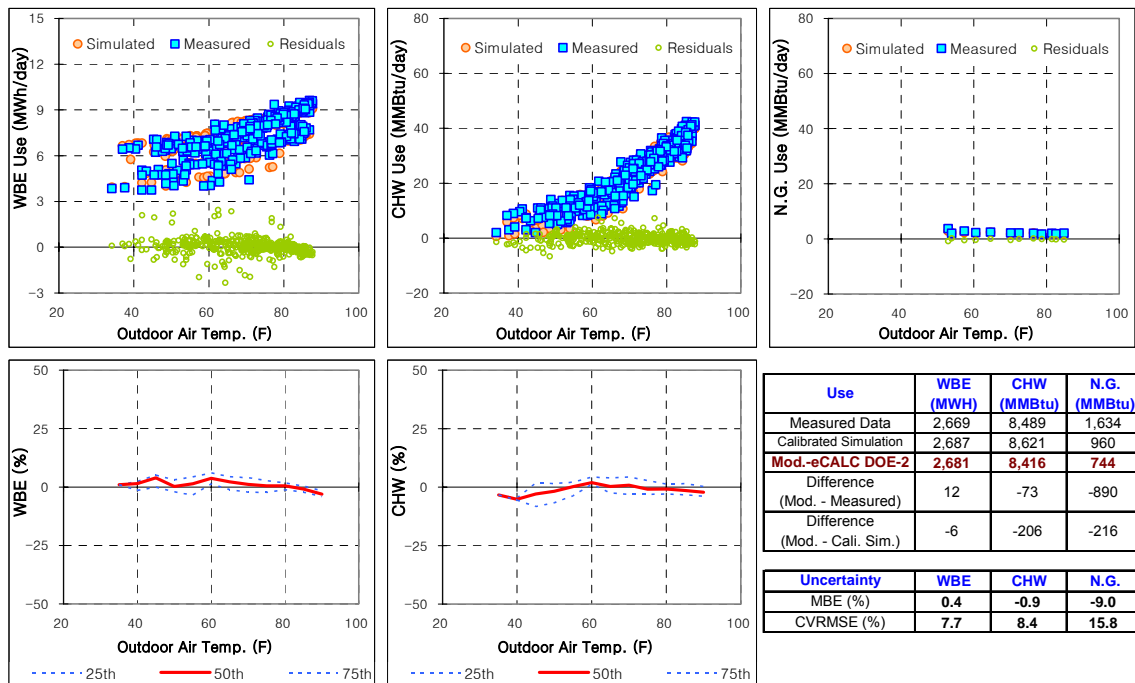 15
12
9
6
3
0
−3
WBE Use (MWh/day)
Simulated Measured Residuals
20 40 60 80 100
Outdoor Air Temp. (F)
80
60
40
20
0
−20
CHW Use (MMBtu/day)
Simulated Measured Residuals
20 40 60 80 100
Outdoor Air Temp. (F)
80
60
40
20
0
−20
N.G. Use (MMBtu/day)
Simulated Measured Residuals
20 40 60 80 100
Outdoor Air Temp. (F)
50
25
0
−25
−50
WBE (%)
20 40 60 80 100
Outdoor Air Temp. (F)
25th 50th 75th
50
25
0
−25
−50
CHW (%)
20 40 60 80 100
Outdoor Air Temp. (F)
25th 50th 75th
Use WBE (MWH) CHW (MMBtu) N.G. (MMBtu)
Measured Data 2,669 8,489 1,634
Calibrated Simulation 2,687 8,621 960
Mod.-eCALC DOE-2 2,681 8,416 744
Difference
(Mod. - Measured) 12 -73 -890
Difference
(Mod. - Cali. Sim.) -6 -206 -216
Uncertainty WBE CHW N.G.
MBE (%) 0.4 -0.9 -9.0
CVRMSE (%) 7.7 8.4 15.8